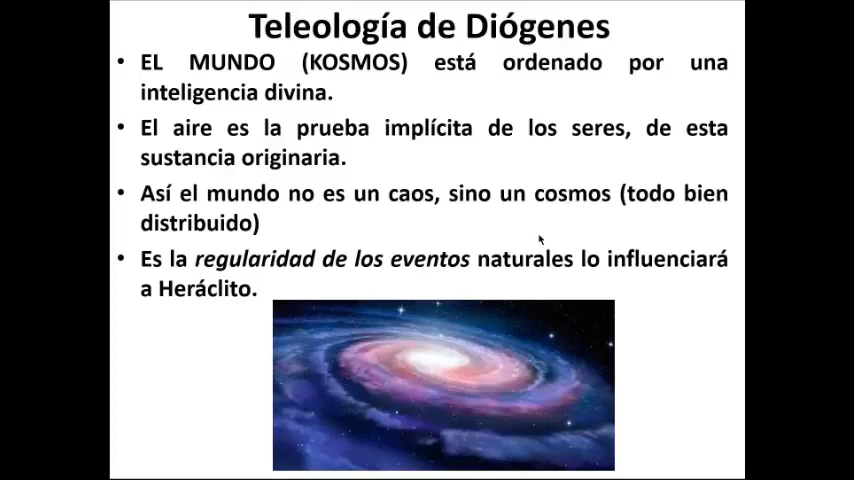 Teleología de Diógenes
• EL MUNDO (KOSMOS) está ordenado por una
inteligencia divina.
• El aire es la prueba implícita de los seres, de esta
sustancia originaria.
• Así el mundo no es un caos, sino un cosmos (todo bien
distribuido)
• Es la regularidad de los eventos naturales lo influenciará
a Heráclito.